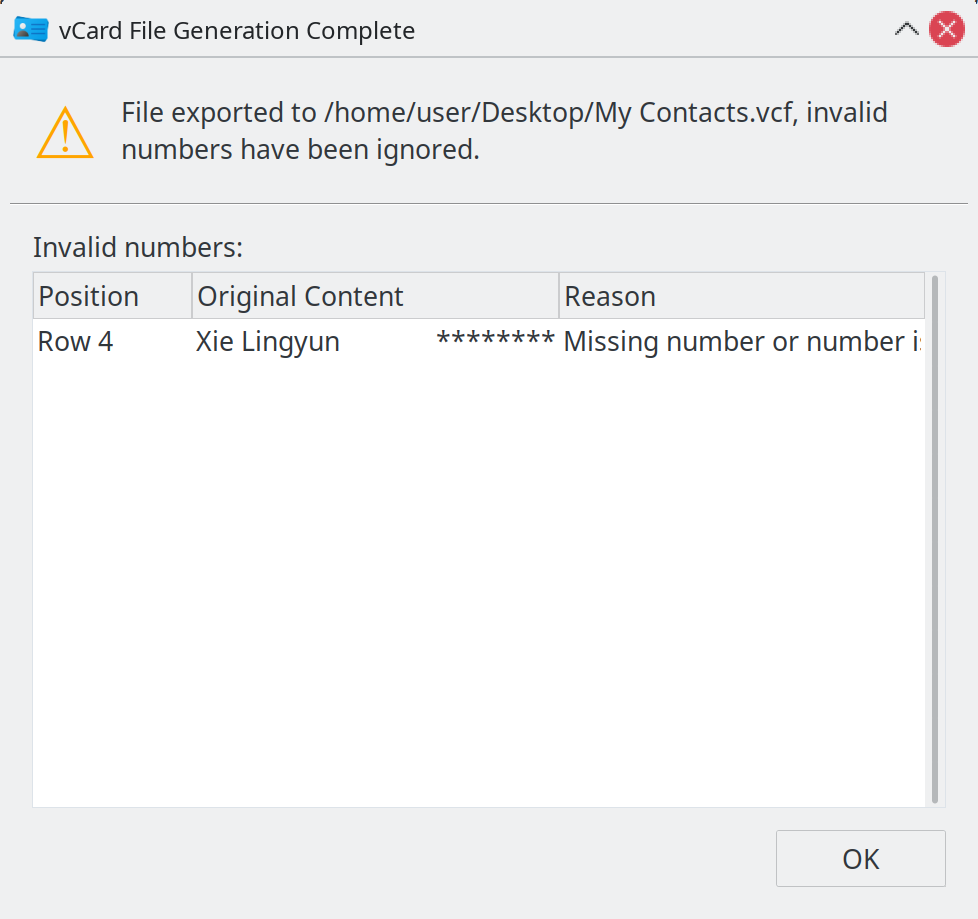 vCard File Generation Complete
File exported to /home/user/Desktop/My Contacts.vcf, invalid
numbers have been ignored.
Invalid numbers:
Position Original Content Reason
Row 4 Xie Lingyun ******** Missing number or number
OK